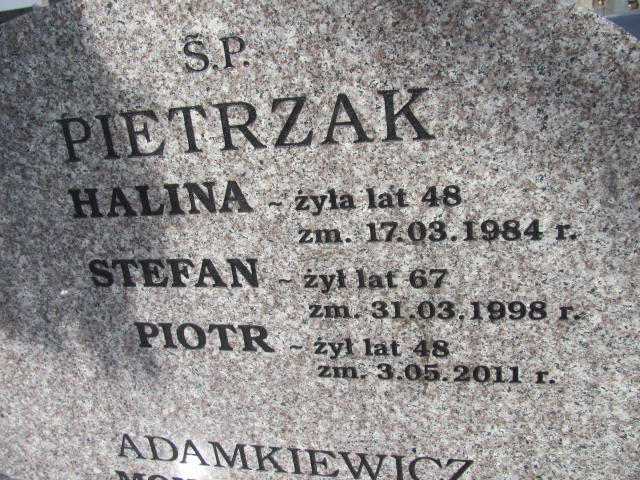 Ś.P.
PIETRZAK
HALINA ~ żyła lat 48
zm. 17.03.1984 r.
STEFAN ~ żył lat 67
zm. 31.03.1998 r.
PIOTR ~ żył lat 48
zm. 3.05.2011 r.
ADAMKIEWICZ